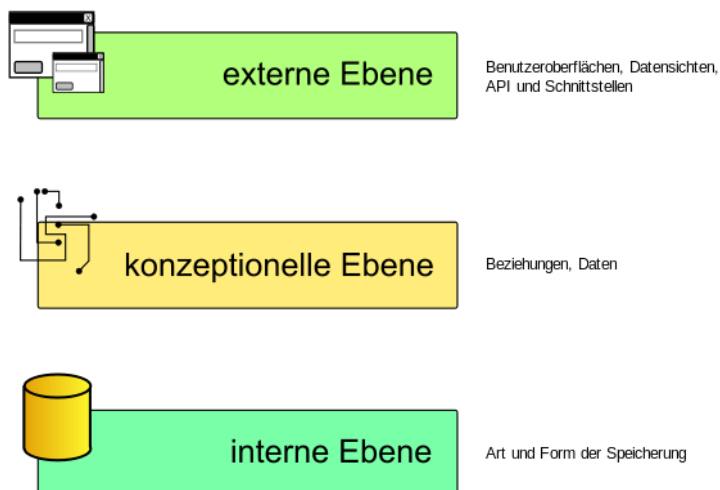 externe Ebene
Benutzeroberflächen, Datensichten,
API und Schnittstellen
konzeptionelle Ebene
Beziehungen, Daten
interne Ebene
Art und Form der Speicherung